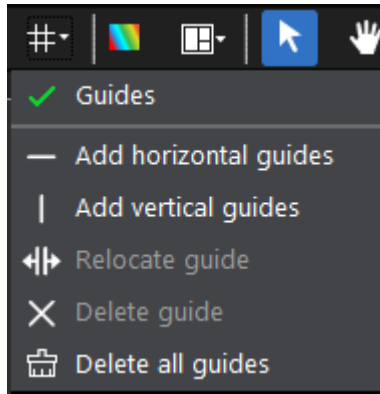 Guides
Add horizontal guides
Add vertical guides
Relocate guide
Delete guide
Delete all guides